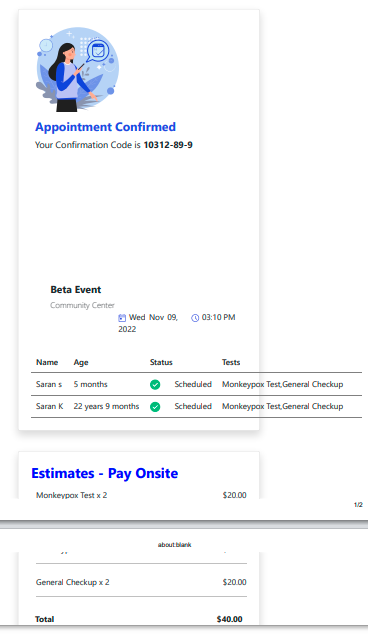 Appointment Confirmed
Your Confirmation Code is 10312-89-9
Beta Event
Community Center
Wed Nov 09, 2022
03:10 PM
Name Age Status Tests
Saran s 5 months Scheduled Monkeypox Test,General Checkup
Saran K 22 years 9 months Scheduled Monkeypox Test,General Checkup
Estimates - Pay Onsite
Monkeypox Test x 2 $20.00
1/2
about:blank
General Checkup x 2 $20.00
Total $40.00